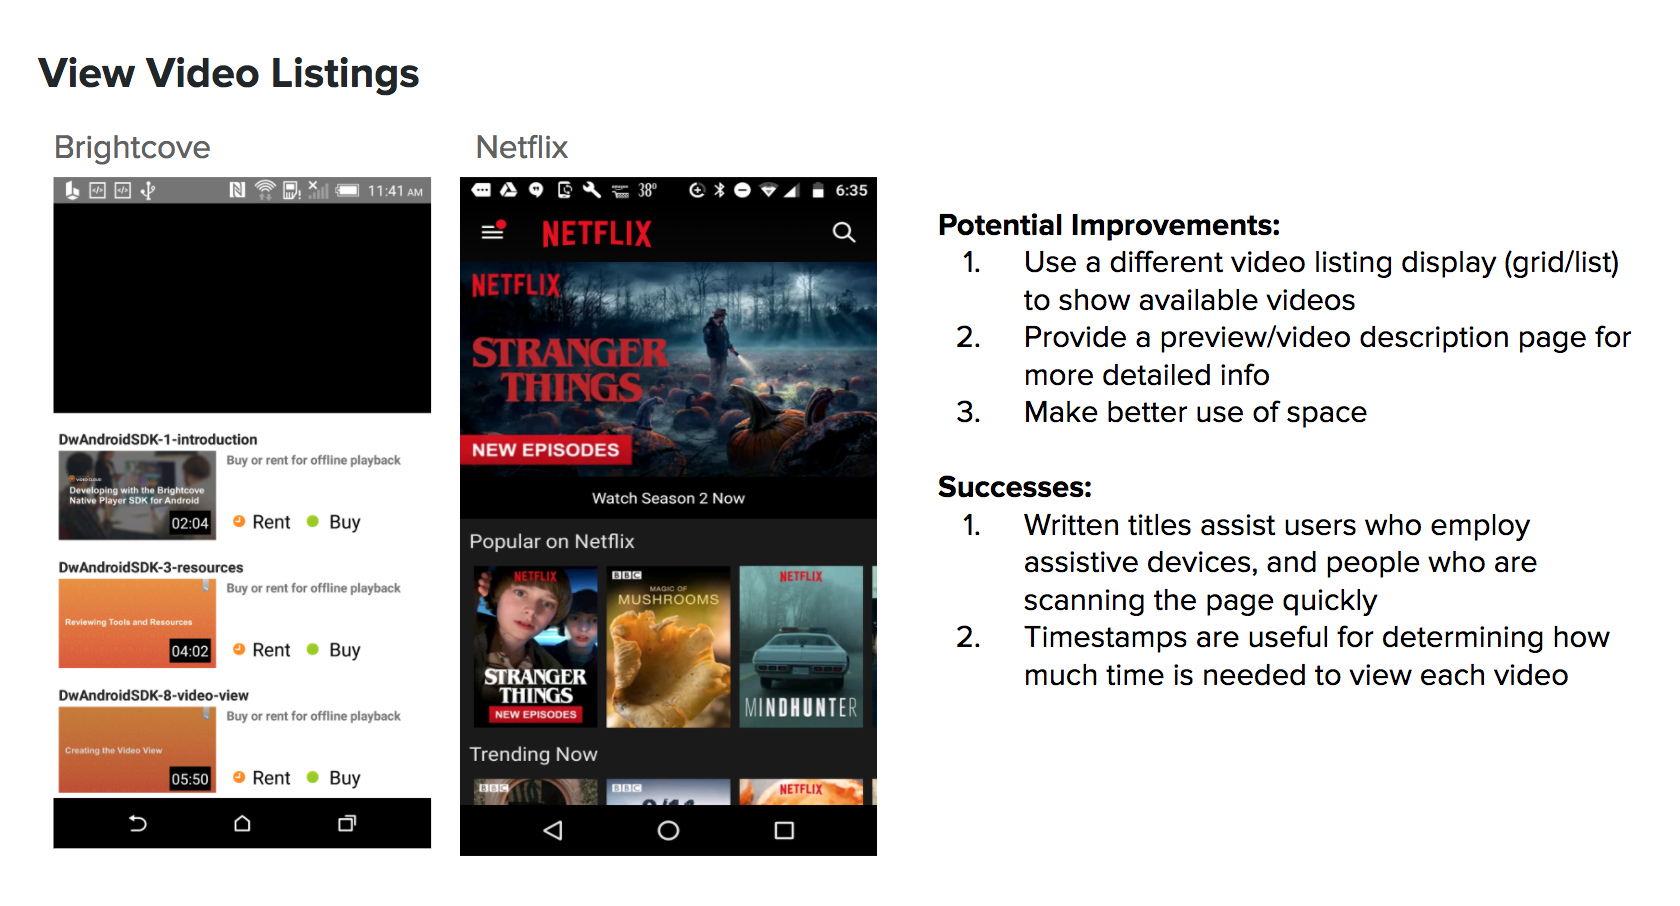 View Video Listings
Brightcove
Netflix
11:41 AM
DwAndroidSDK-1-introduction
Buy or rent for offline playback
VIDEO CLOUD
Developing with the Brightcove
Native Player SDK for Android
02:04
Rent Buy
DwAndroidSDK-3-resources
Buy or rent for offline playback
Reviewing Tools and Resources
04:02
Rent Buy
DwAndroidSDK-8-video-view
Buy or rent for offline playback
Creating the Video View
05:50
Rent Buy
38° 6:35
NETFLIX
NETFLIX
STRANGER
THINGS
NEW EPISODES
Watch Season 2 Now
Popular on Netflix
NETFLIX
STRANGER
THINGS
NEW EPISODES
BBC
MAGIC OF
MUSHROOMS
NETFLIX
MINDHUNTER
Trending Now
BBC
BBC
9/11
NETFLIX
Potential Improvements:
1. Use a different video listing display (grid/list)
to show available videos
2. Provide a preview/video description page for
more detailed info
3. Make better use of space
Successes:
1. Written titles assist users who employ
assistive devices, and people who are
scanning the page quickly
2. Timestamps are useful for determining how
much time is needed to view each video